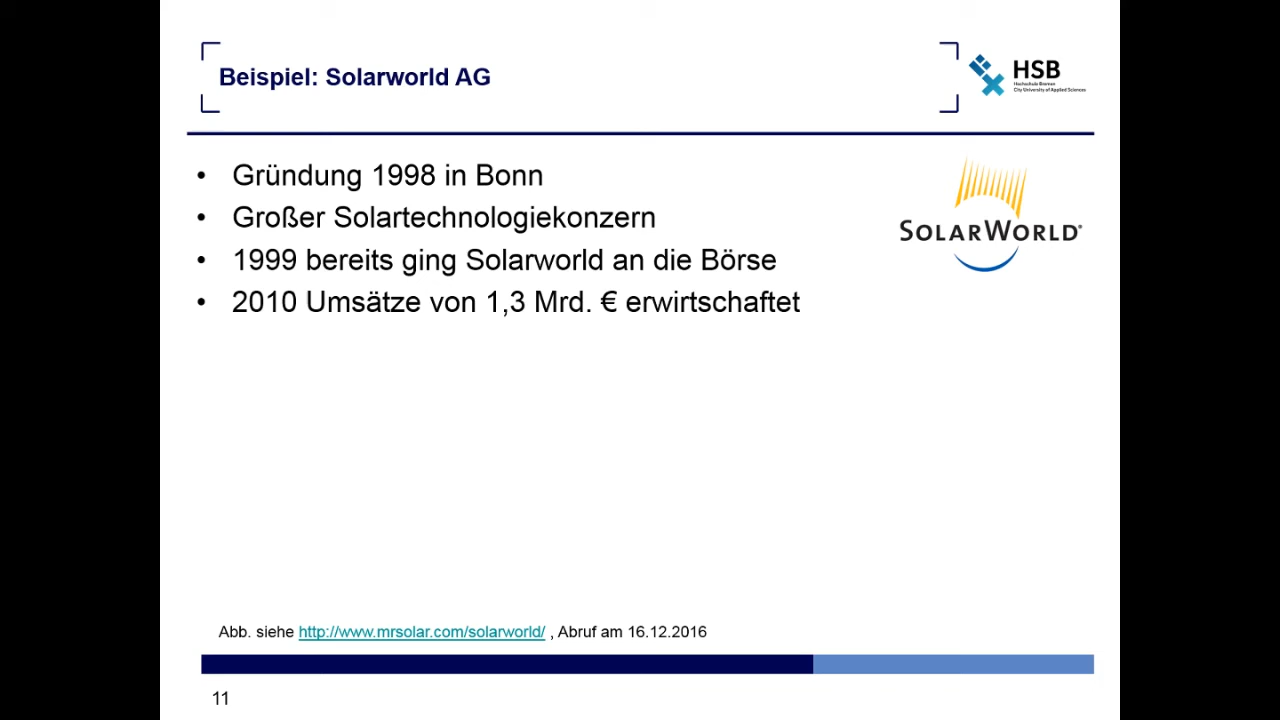 Beispiel: Solarworld AG
HSB
Hochschule Bremen
City University of Applied Sciences
• Gründung 1998 in Bonn
• Großer Solartechnologiekonzern
• 1999 bereits ging Solarworld an die Börse
• 2010 Umsätze von 1,3 Mrd. € erwirtschaftet
SOLARWORLD®
Abb. siehe http://www.mrsolar.com/solarworld/ , Abruf am 16.12.2016
11